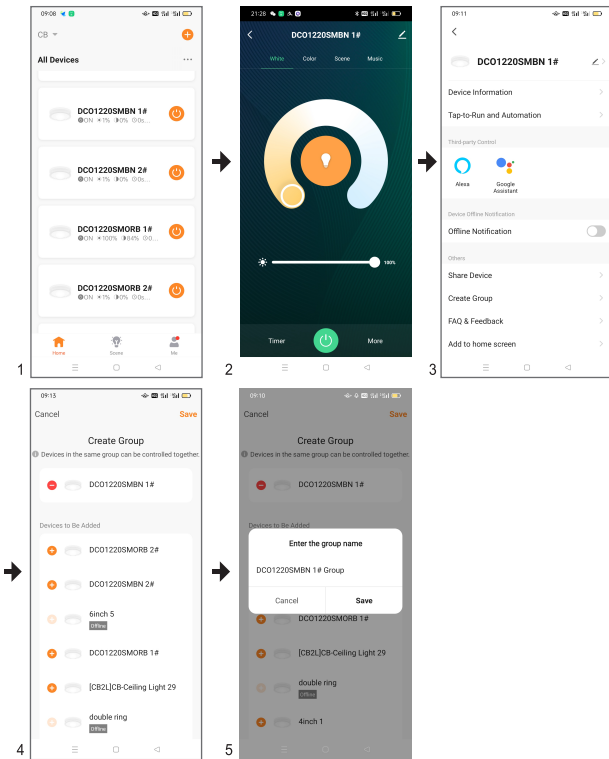 09:08
CB
All Devices
DCO1220SMBN 1#
ON 1% 0% 0s...
DCO1220SMBN 2#
ON 1% 0% 0s...
DCO1220SMORB 1#
ON 100% 84% 0...
DCO1220SMORB 2#
ON 1% 0% 0s...
Home
Scene
Me
1
21:28
DCO1220SMBN 1#
White
Color
Scene
Music
100%
Timer
More
2
09:11
DCO1220SMBN 1#
Device Information
Tap-to-Run and Automation
Third-party Control
Alexa
Google
Assistant
Device Offline Notification
Offline Notification
Others
Share Device
Create Group
FAQ & Feedback
Add to home screen
3
09:13
Cancel
Save
Create Group
Devices in the same group can be controlled together.
DCO1220SMBN 1#
Devices to Be Added
DCO1220SMORB 2#
DCO1220SMBN 2#
6inch 5
Offline
DCO1220SMORB 1#
[CB2L]CB-Ceiling Light 29
double ring
Offline
4
09:10
Cancel
Save
Create Group
Devices in the same group can be controlled together.
DCO1220SMBN 1#
Devices to Be Added
Enter the group name
DCO1220SMBN 1# Group
Cancel
Save
DCO1220SMORB 1#
[CB2L]CB-Ceiling Light 29
double ring
Offline
4inch 1
5